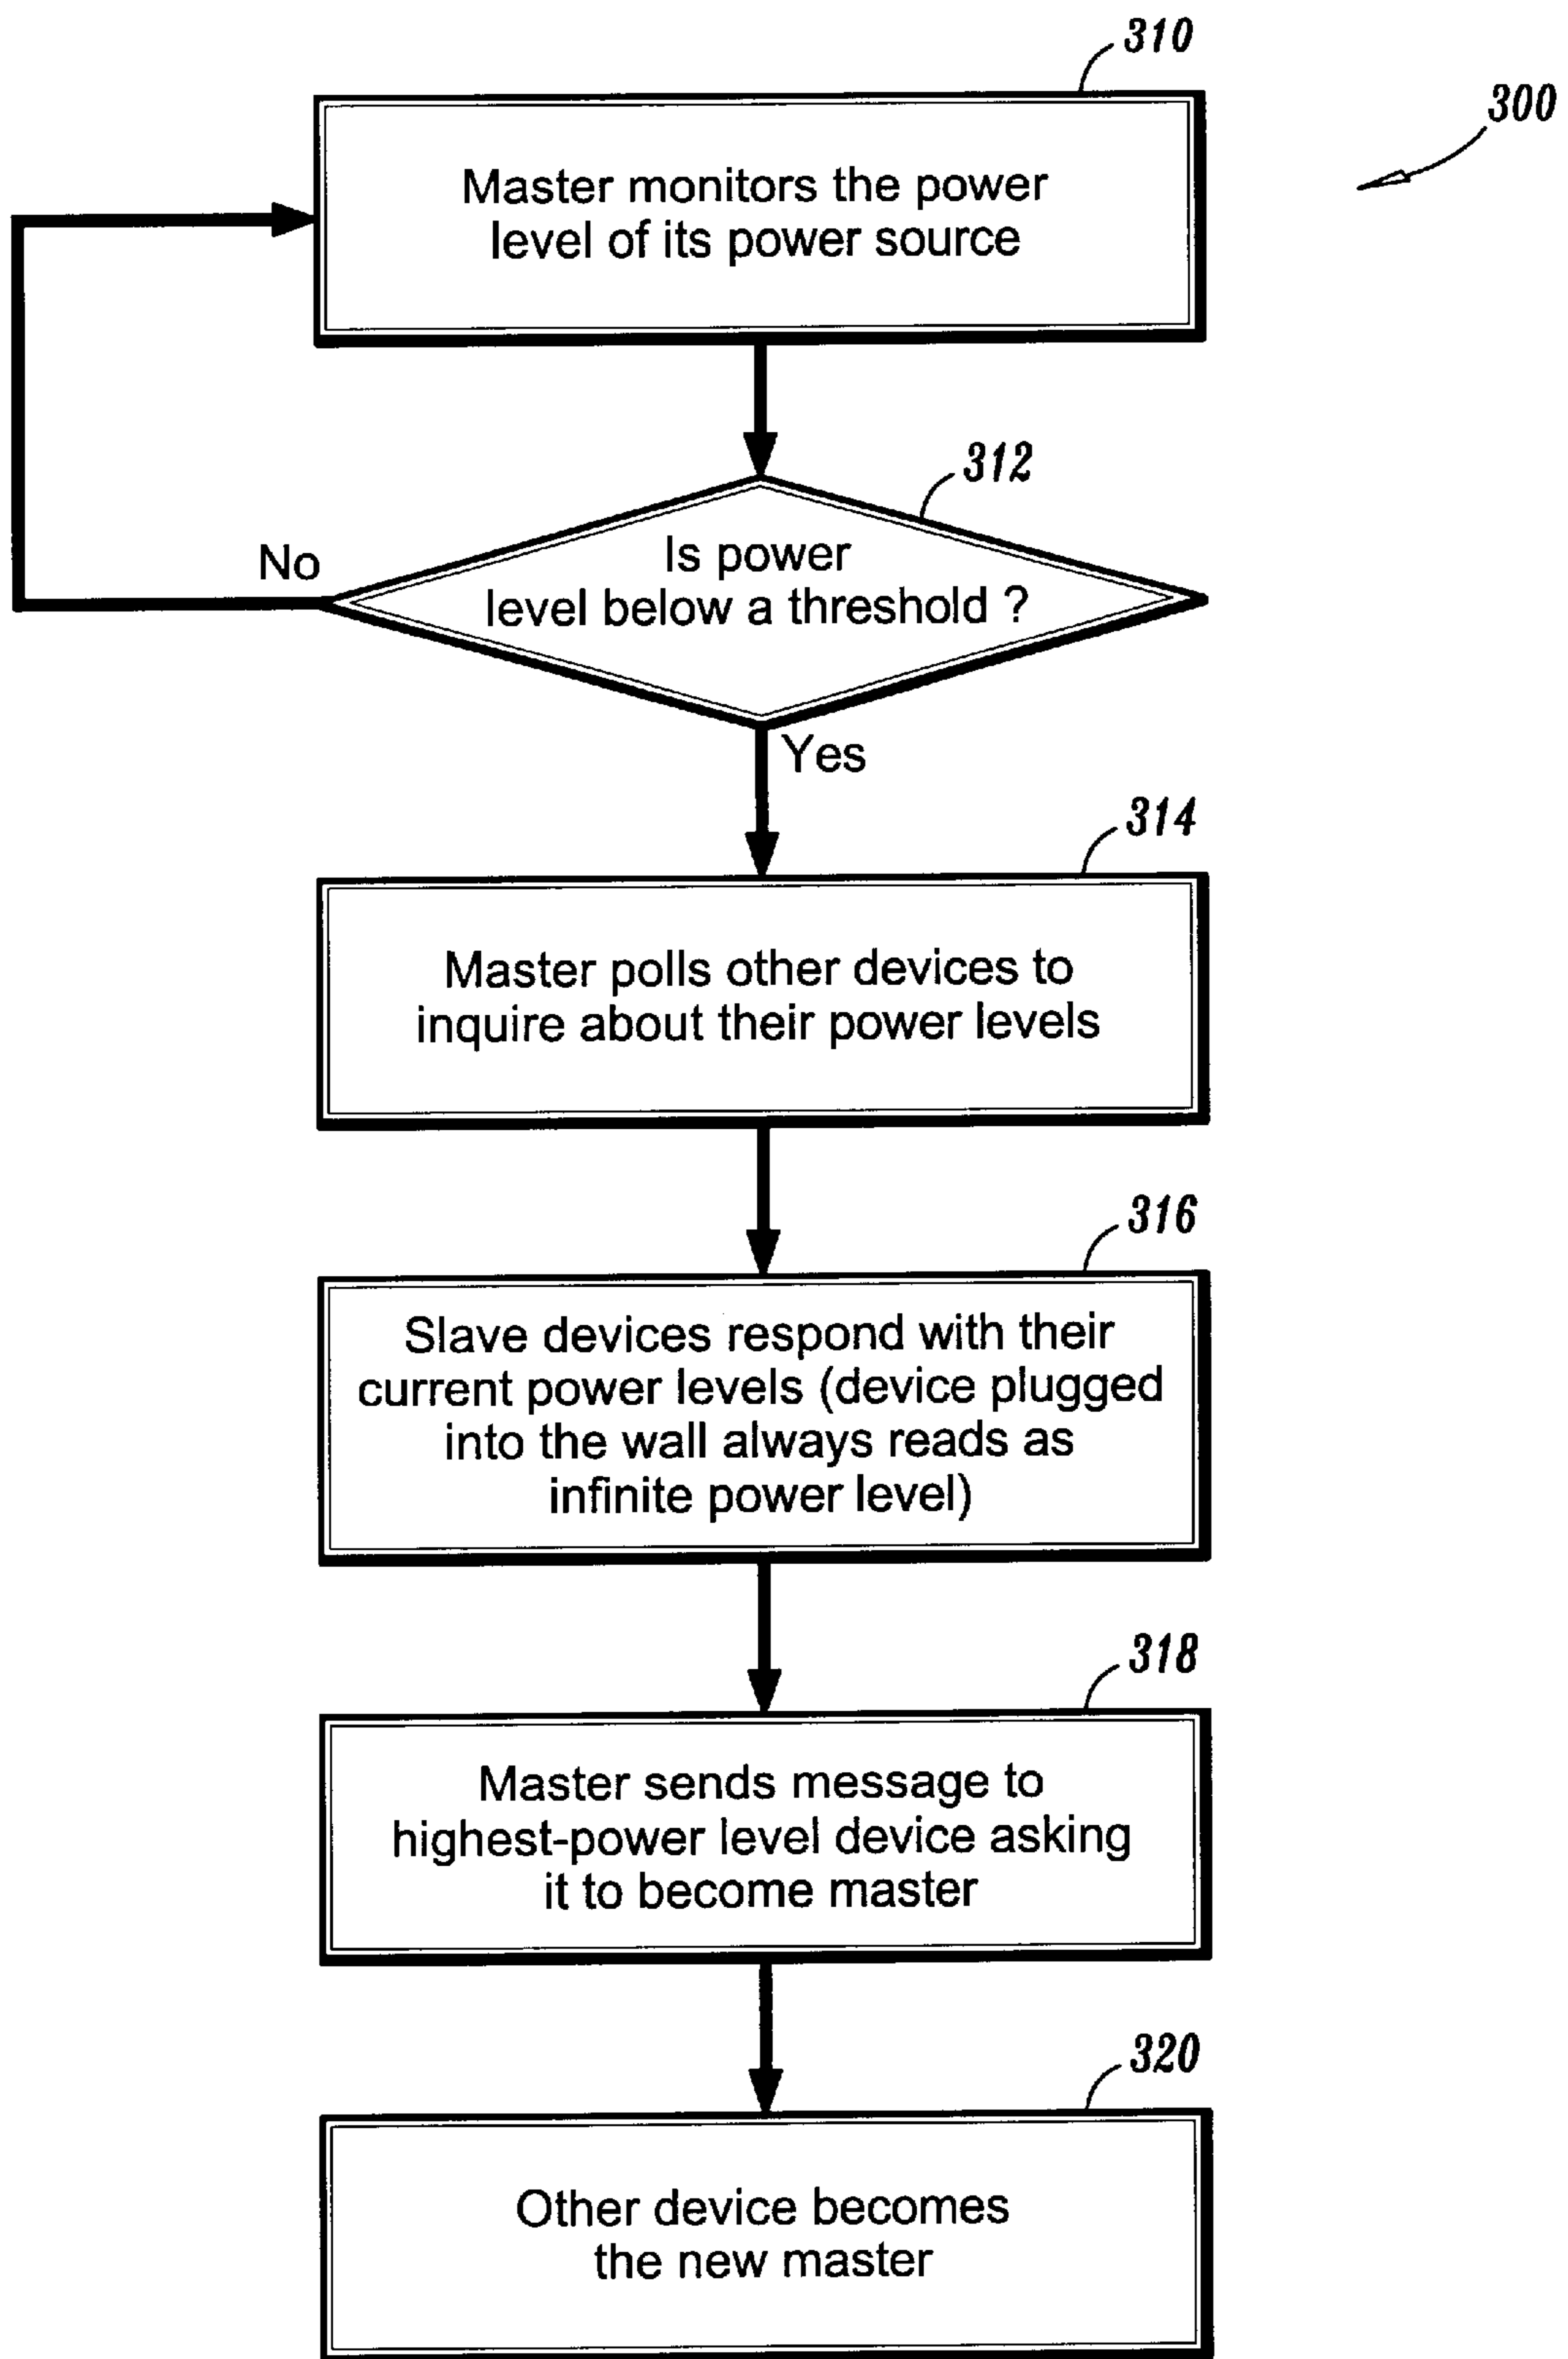 310
300
Master monitors the power
level of its power source
312
No
Is power
level below a threshold ?
Yes
314
Master polls other devices to
inquire about their power levels
316
Slave devices respond with their
current power levels (device plugged
into the wall always reads as
infinite power level)
318
Master sends message to
highest-power level device asking
it to become master
320
Other device becomes
the new master